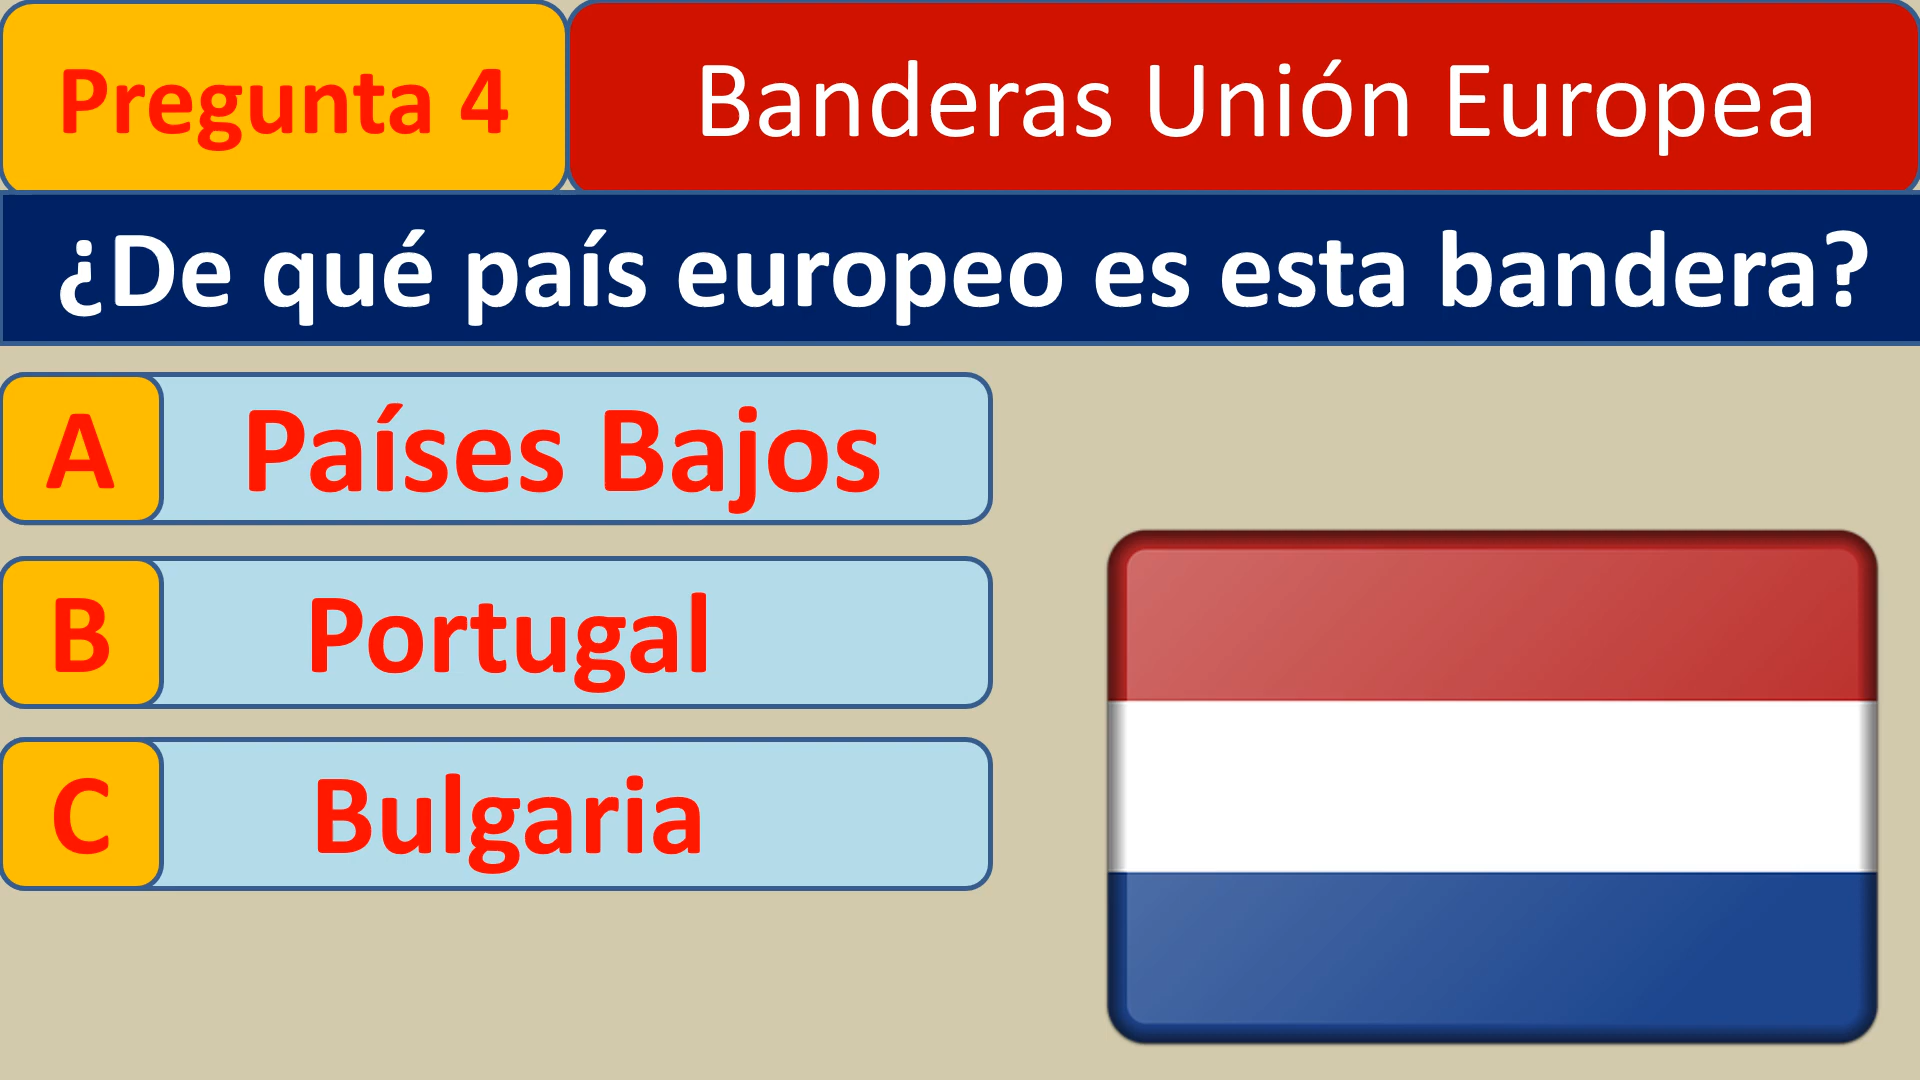 Pregunta 4
Banderas Unión Europea
¿De qué país europeo es esta bandera?
A Países Bajos
B Portugal
C Bulgaria